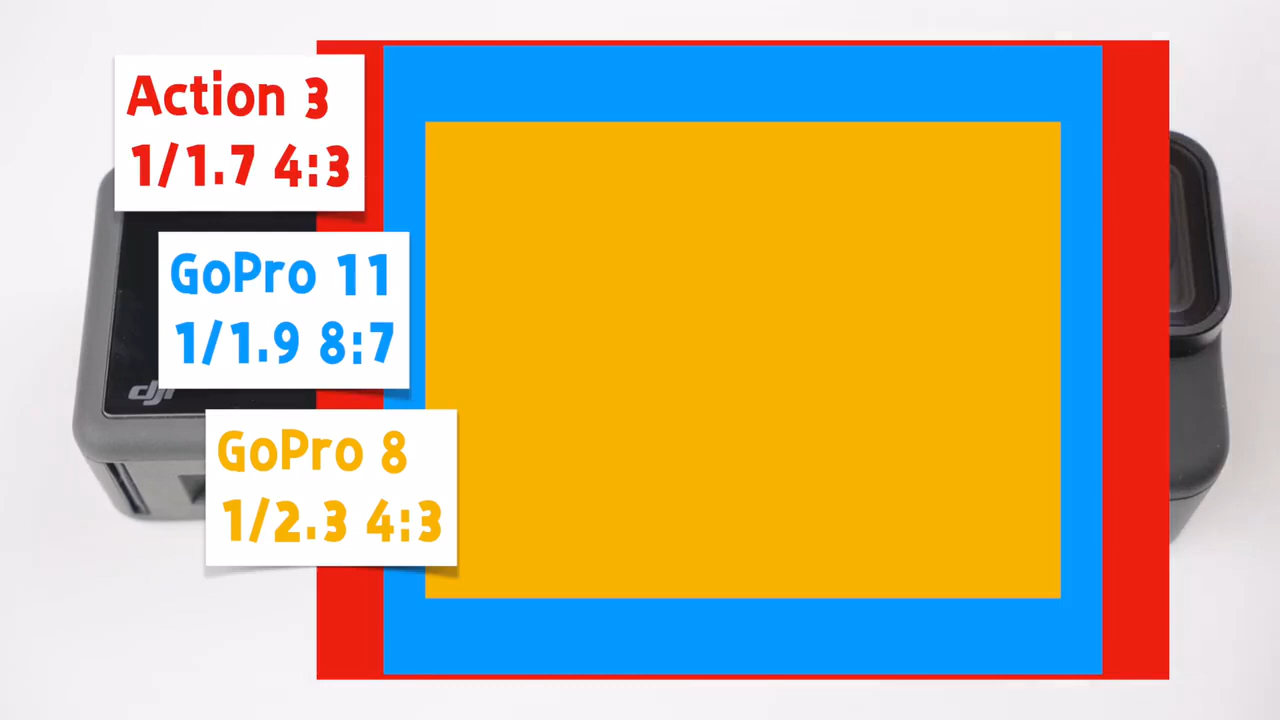 Action 3
1/1.7 4:3
GoPro 11
1/1.9 8:7
GoPro 8
1/2.3 4:3
dji